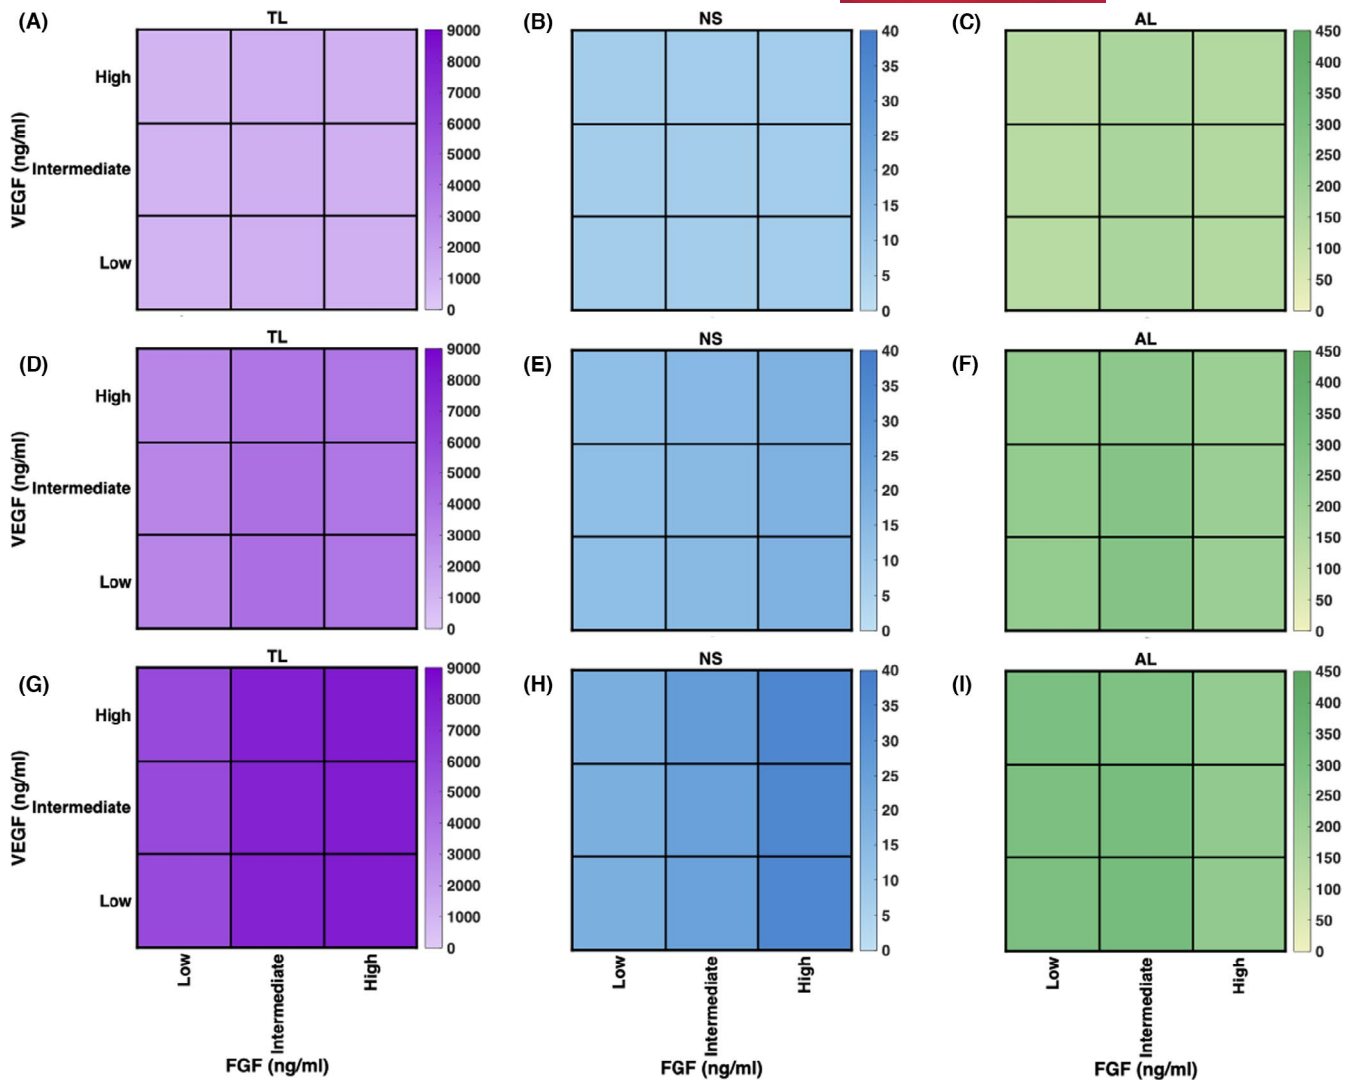 (A)
TL
High
Intermediate
Low
VEGF (ng/ml)
9000
8000
7000
6000
5000
4000
3000
2000
1000
0
(B)
NS
40
35
30
25
20
15
10
5
0
(C)
AL
450
400
350
300
250
200
150
100
50
0
(D)
TL
High
Intermediate
Low
VEGF (ng/ml)
9000
8000
7000
6000
5000
4000
3000
2000
1000
0
(E)
NS
40
35
30
25
20
15
10
5
0
(F)
AL
450
400
350
300
250
200
150
100
50
0
(G)
TL
High
Intermediate
Low
VEGF (ng/ml)
9000
8000
7000
6000
5000
4000
3000
2000
1000
0
Low
Intermediate
High
FGF (ng/ml)
(H)
NS
40
35
30
25
20
15
10
5
0
Low
Intermediate
High
FGF (ng/ml)
(I)
AL
450
400
350
300
250
200
150
100
50
0
Low
Intermediate
High
FGF (ng/ml)